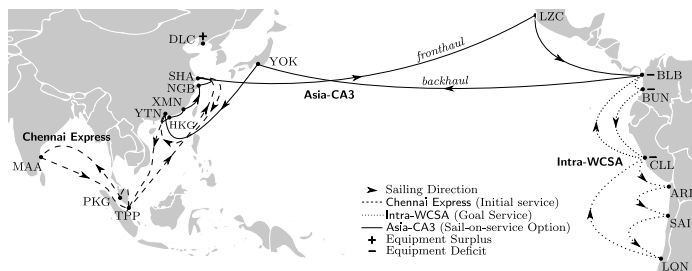 LZC
DLC
+
YOK
fronthaul
SHA
BLB
–
NGB
backhaul
Asia-CA3
BUN
–
XMN
YTN
HKG
Chennai Express
Intra-WCSA
CLL
–
MAA
Sailing Direction
ARI
PKG
Chennai Express (Initial service)
TPP
Intra-WCSA (Goal Service)
SAI
Asia-CA3 (Sail-on-service Option)
+ Equipment Surplus
– Equipment Deficit
LON